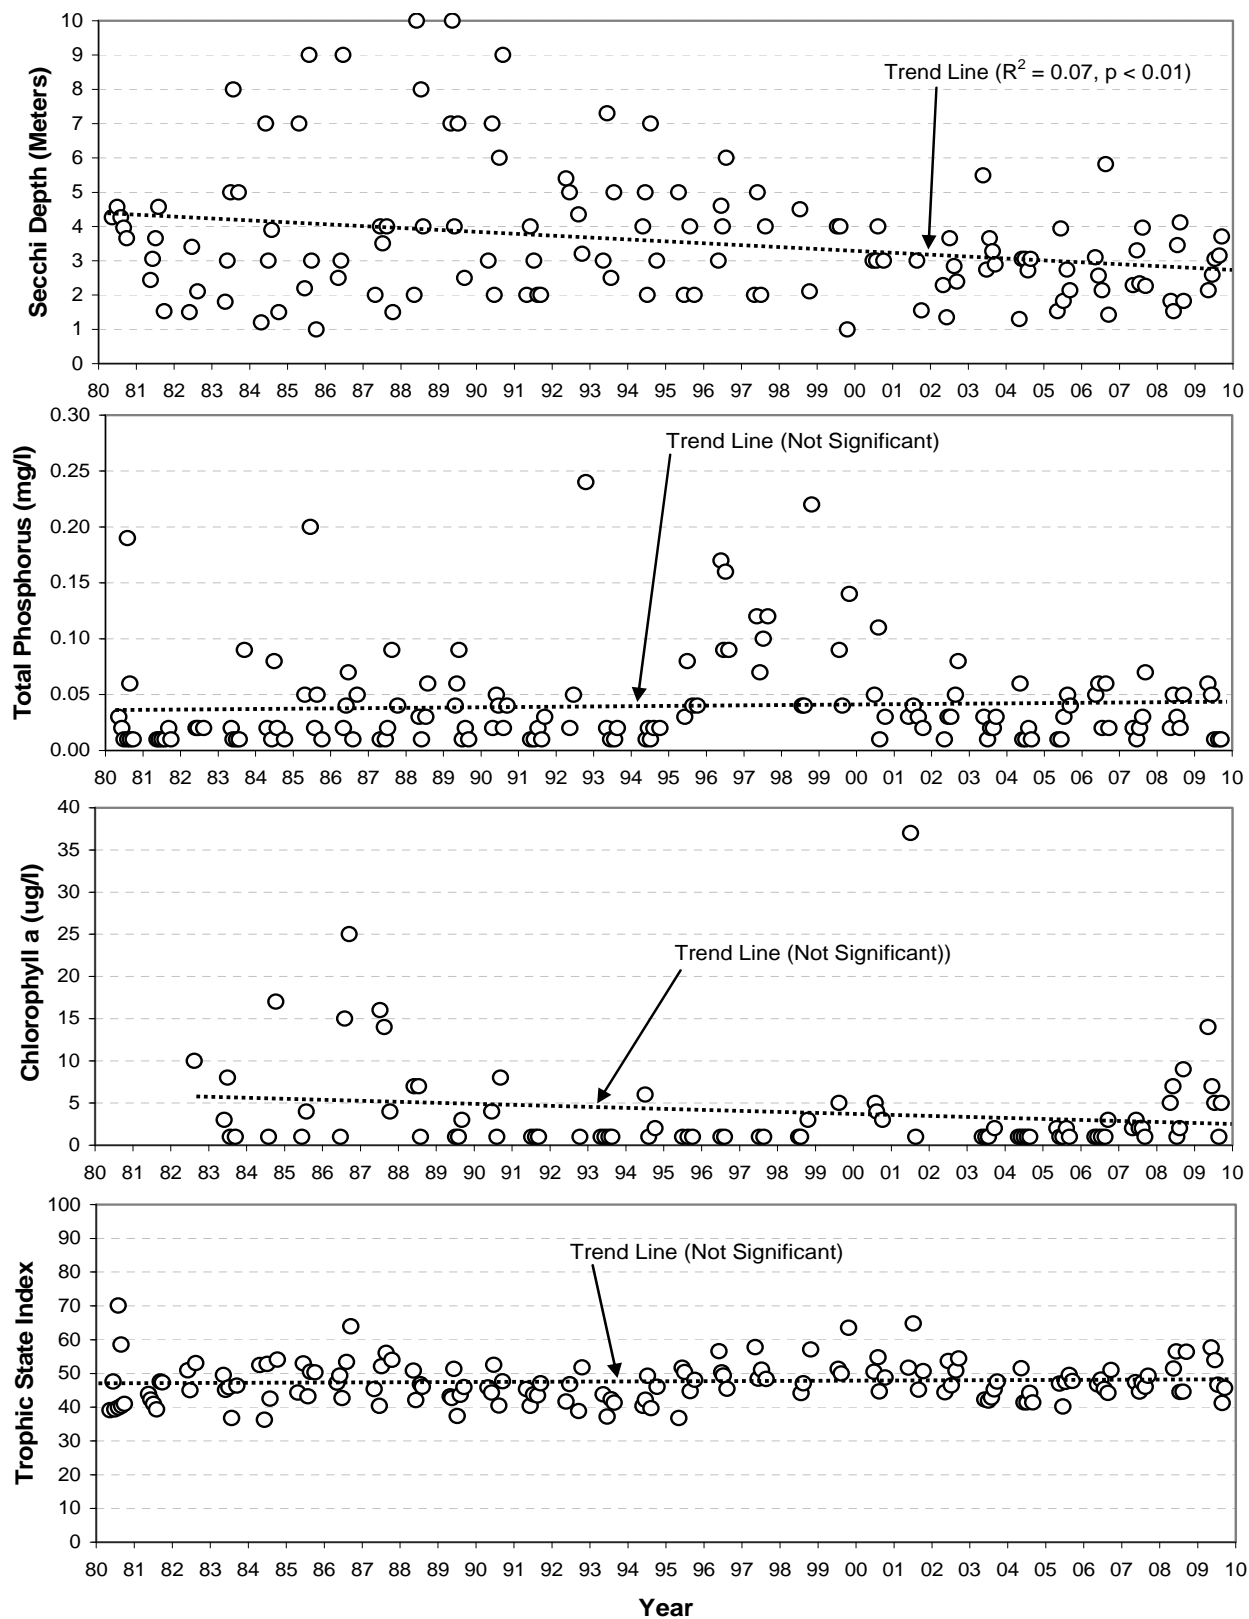 Secchi Depth (Meters)
10
9
8
7
6
5
4
3
2
1
0
Trend Line (R² = 0.07, p < 0.01)
80 81 82 83 84 85 86 87 88 89 90 91 92 93 94 95 96 97 98 99 00 01 02 03 04 05 06 07 08 09 10
Total Phosphorus (mg/l)
0.30
0.25
0.20
0.15
0.10
0.05
0.00
Trend Line (Not Significant)
80 81 82 83 84 85 86 87 88 89 90 91 92 93 94 95 96 97 98 99 00 01 02 03 04 05 06 07 08 09 10
Chlorophyll a (ug/l)
40
35
30
25
20
15
10
5
0
Trend Line (Not Significant))
80 81 82 83 84 85 86 87 88 89 90 91 92 93 94 95 96 97 98 99 00 01 02 03 04 05 06 07 08 09 10
Trophic State Index
100
90
80
70
60
50
40
30
20
10
0
Trend Line (Not Significant)
80 81 82 83 84 85 86 87 88 89 90 91 92 93 94 95 96 97 98 99 00 01 02 03 04 05 06 07 08 09 10
Year